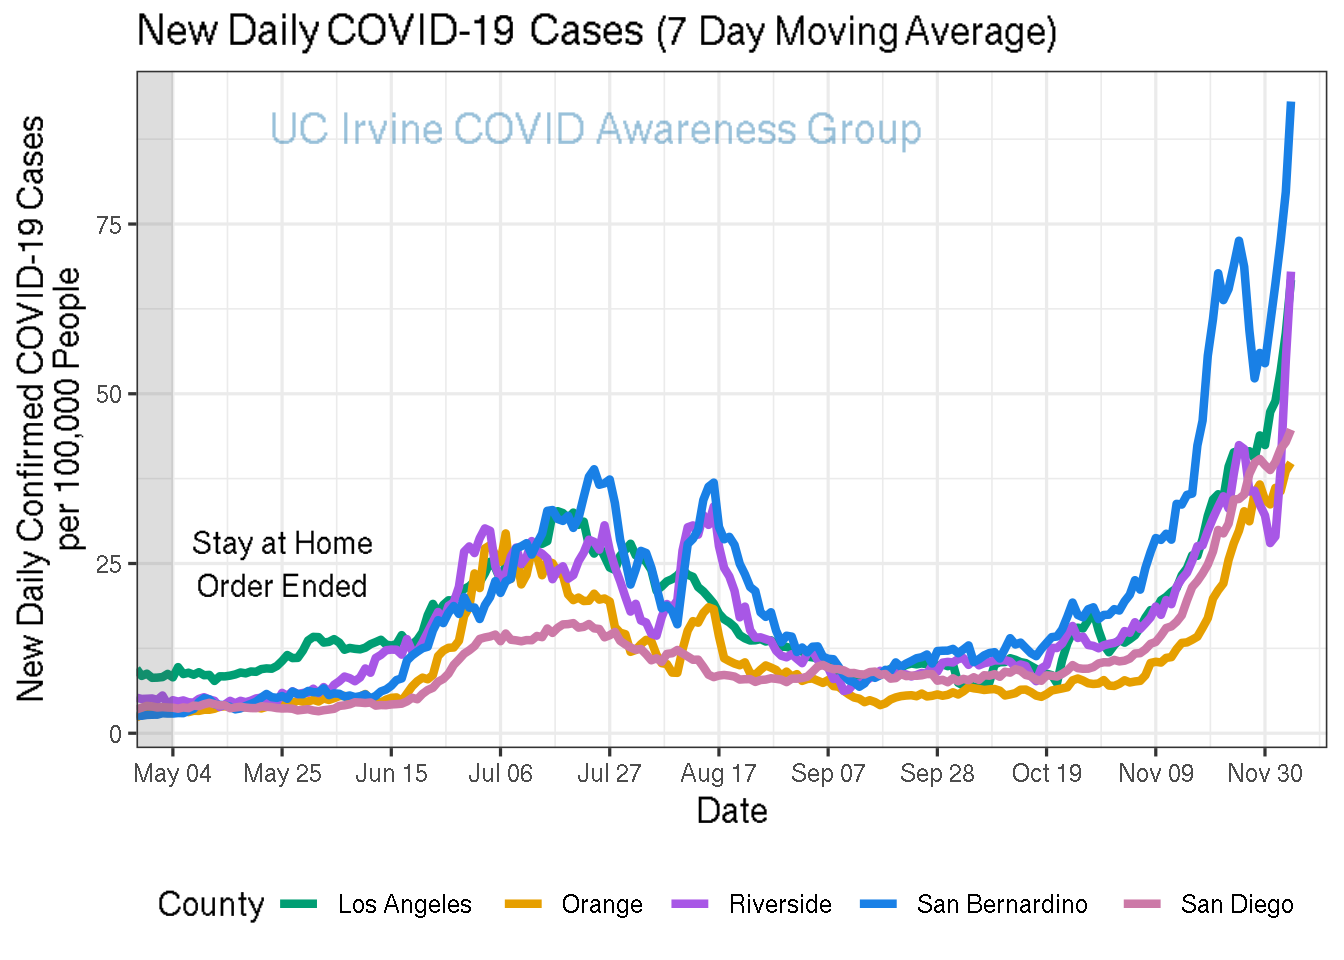 New Daily COVID-19 Cases (7 Day Moving Average)
UC Irvine COVID Awareness Group
New Daily Confirmed COVID-19 Cases
per 100,000 People
75
50
25
0
Stay at Home
Order Ended
May 04 May 25 Jun 15 Jul 06 Jul 27 Aug 17 Sep 07 Sep 28 Oct 19 Nov 09 Nov 30
Date
County Los Angeles Orange Riverside San Bernardino San Diego